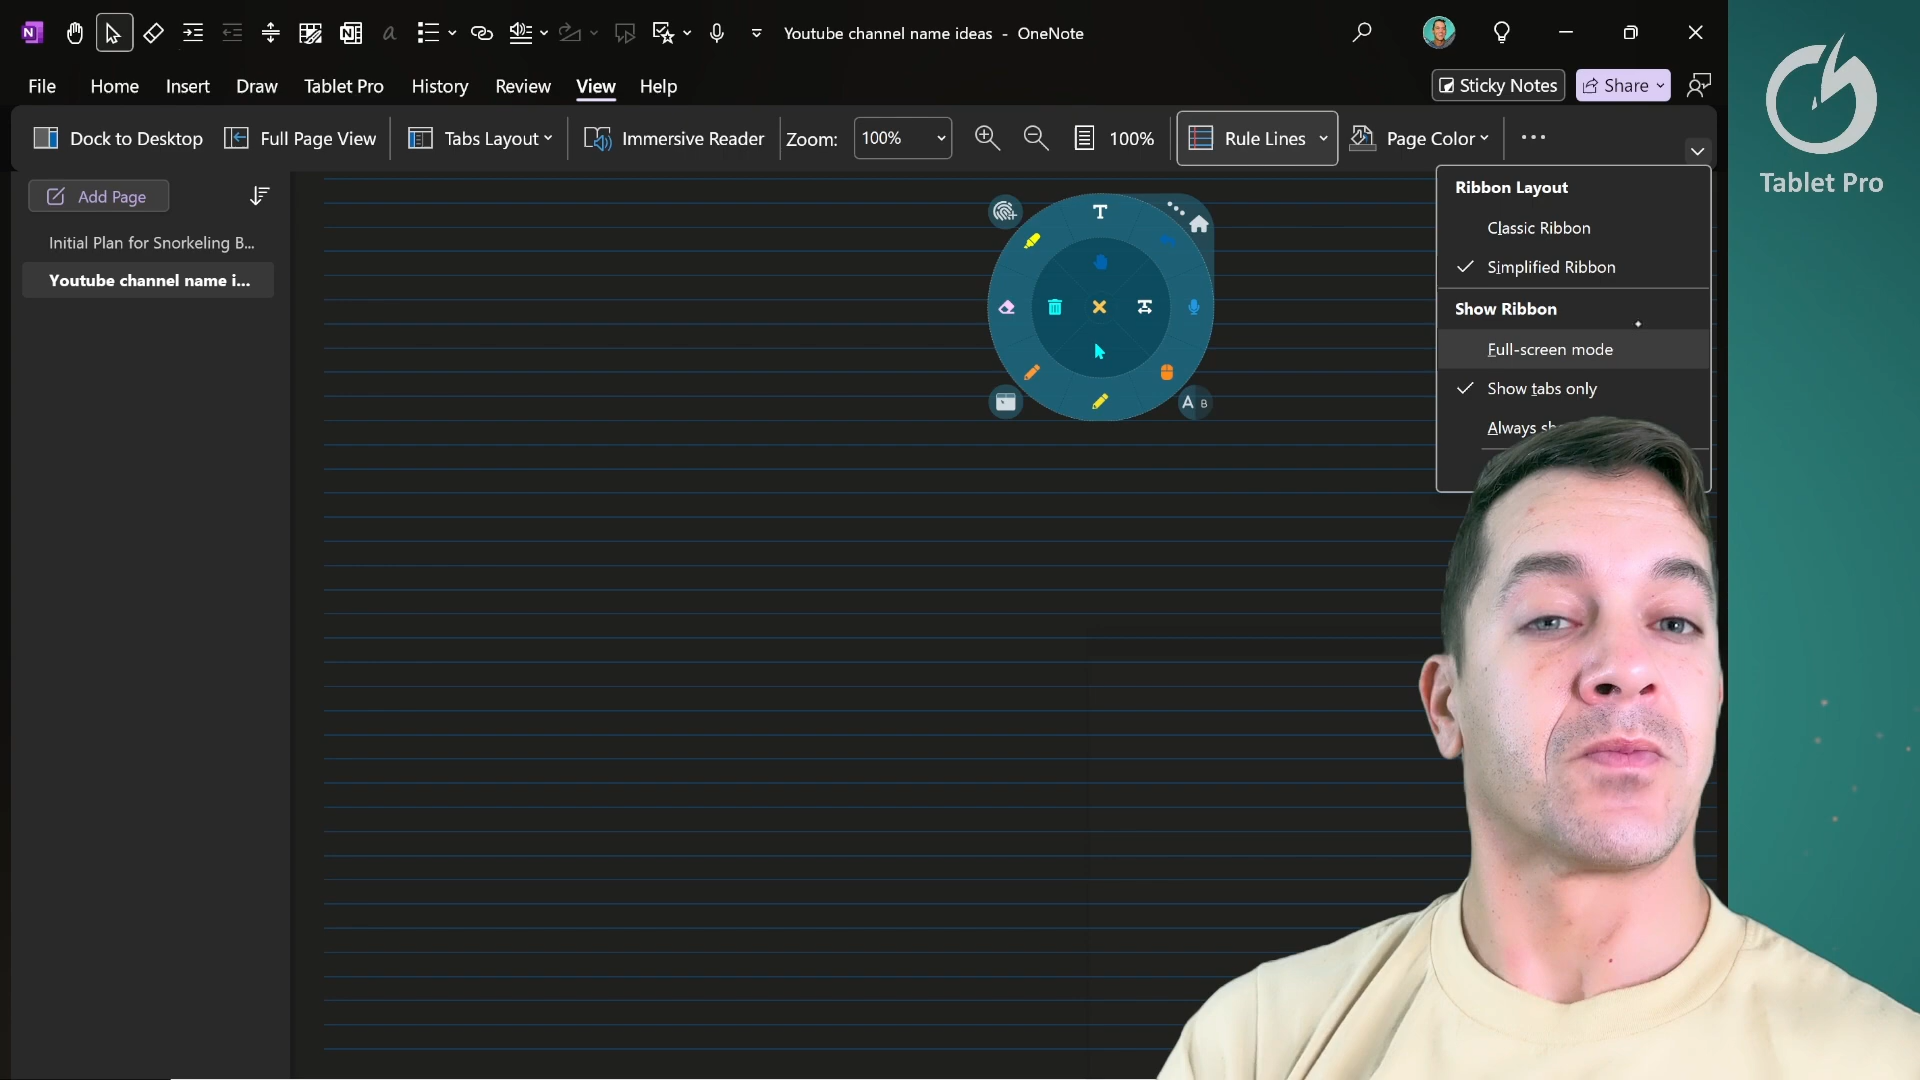 Youtube channel name ideas - OneNote
File Home Insert Draw Tablet Pro History Review View Help
Sticky Notes Share
Dock to Desktop Full Page View Tabs Layout Immersive Reader Zoom: 100% 100% Rule Lines Page Color
Tablet Pro
Add Page
Initial Plan for Snorkeling B...
Youtube channel name i...
T
A B
Ribbon Layout
Classic Ribbon
Simplified Ribbon
Show Ribbon
Full-screen mode
Show tabs only
Always